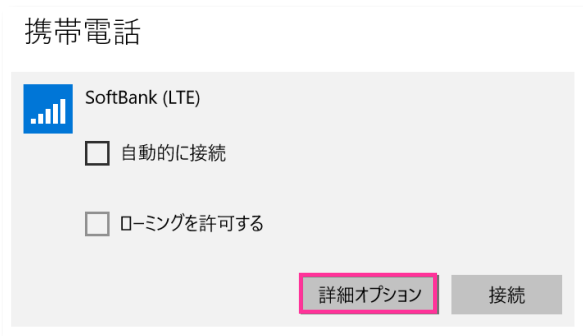 携帯電話
SoftBank (LTE)
自動的に接続
ローミングを許可する
詳細オプション
接続